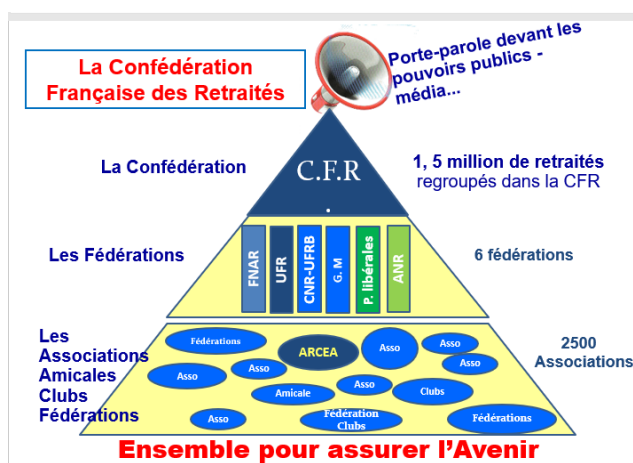 La Confédération
Française des Retraités
Porte-parole devant les
pouvoirs publics -
média...
La Confédération
C.F.R
.
1, 5 million de retraités
regroupés dans la CFR
Les Fédérations
FNAR
UFR
CNR-UFRB
G.M
P. libérales
ANR
6 fédérations
Les
Associations
Amicales
Clubs
Fédérations
Fédérations
ARCEA
Asso
Asso
Asso
Asso
Asso
Asso
Amicale
Clubs
Asso
Fédération
Clubs
Fédérations
2500
Associations
Ensemble pour assurer l'Avenir